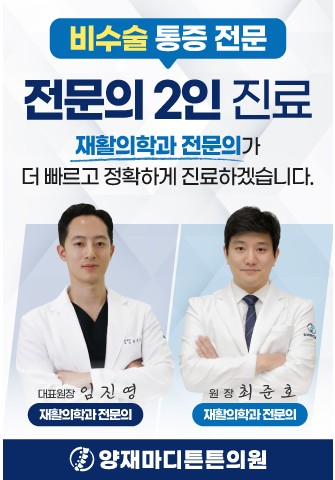 비수술 통증 전문
전문의 2인 진료
재활의학과 전문의가
더 빠르고 정확하게 진료하겠습니다.
대표원장 임진영
재활의학과 전문의
원 장 최준호
재활의학과 전문의
양재마디튼튼의원